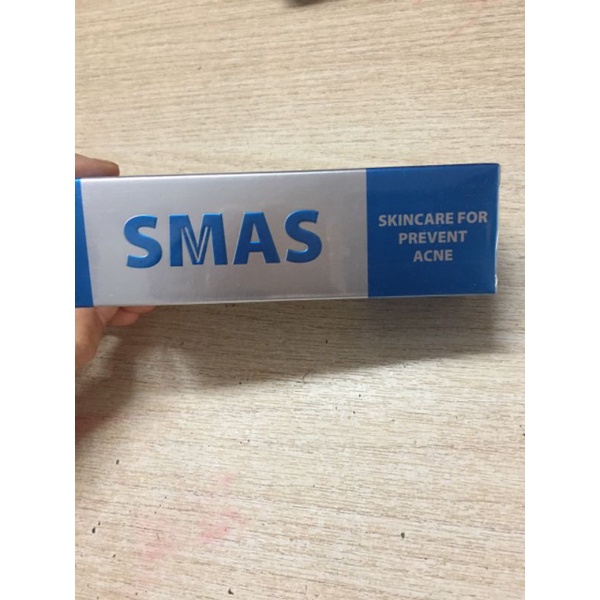 SMAS
SKINCARE FOR
PREVENT
ACNE